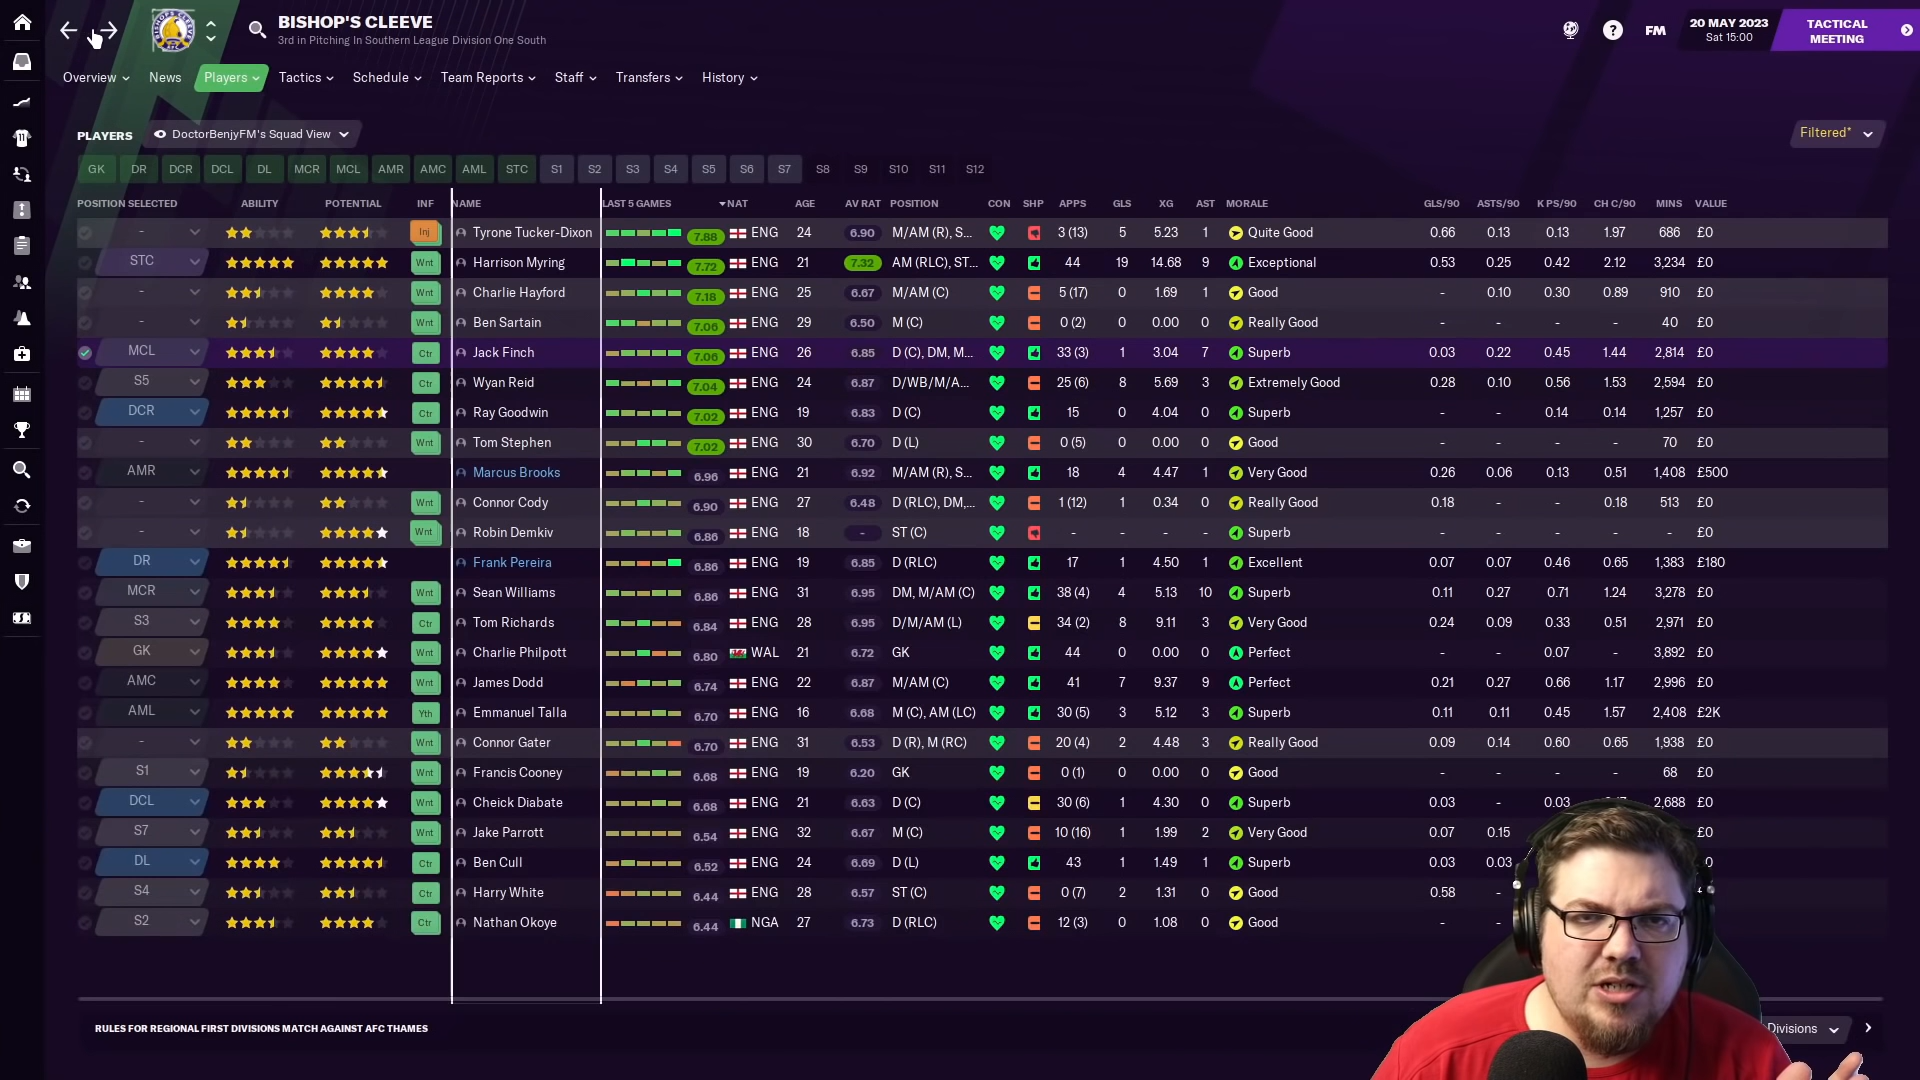 BISHOP'S CLEEVE
3rd in Pitching In Southern League Division One South
FM
20 MAY 2023
Sat 15:00
TACTICAL MEETING
Overview News Players Tactics Schedule Team Reports Staff Transfers History
PLAYERS DoctorBenjyFM's Squad View Filtered*
GK DR DCR DCL DL MCR MCL AMR AMC AML STC S1 S2 S3 S4 S5 S6 S7 S8 S9 S10 S11 S12
POSITION SELECTED ABILITY POTENTIAL INF NAME LAST 5 GAMES NAT AGE AV RAT POSITION CON SHP APPS GLS XG AST MORALE GLS/90 ASTS/90 K PS/90 CH C/90 MINS VALUE
- Inj Tyrone Tucker-Dixon 7.88 ENG 24 6.90 M/AM (R), S... 3 (13) 5 5.23 1 Quite Good 0.66 0.13 0.13 1.97 686 £0
STC Wnt Harrison Myring 7.72 ENG 21 7.32 AM (RLC), ST... 44 19 14.68 9 Exceptional 0.53 0.25 0.42 2.12 3,234 £0
- Wnt Charlie Hayford 7.18 ENG 25 6.67 M/AM (C) 5 (17) 0 1.69 1 Good - 0.10 0.30 0.89 910 £0
- Wnt Ben Sartain 7.06 ENG 29 6.50 M (C) 0 (2) 0 0.00 0 Really Good - - - - 40 £0
MCL Ctr Jack Finch 7.06 ENG 26 6.85 D (C), DM, M... 33 (3) 1 3.04 7 Superb 0.03 0.22 0.45 1.44 2,814 £0
S5 Ctr Wyan Reid 7.04 ENG 24 6.87 D/WB/M/A... 25 (6) 8 5.69 3 Extremely Good 0.28 0.10 0.56 1.53 2,594 £0
DCR Ctr Ray Goodwin 7.02 ENG 19 6.83 D (C) 15 0 4.04 0 Superb - - 0.14 0.14 1,257 £0
- Wnt Tom Stephen 7.02 ENG 30 6.70 D (L) 0 (5) 0 0.00 0 Good - - - - 70 £0
AMR Marcus Brooks 6.96 ENG 21 6.92 M/AM (R), S... 18 4 4.47 1 Very Good 0.26 0.06 0.13 0.51 1,408 £500
- Wnt Connor Cody 6.90 ENG 27 6.48 D (RLC), DM,... 1 (12) 1 0.34 0 Really Good 0.18 - - 0.18 513 £0
- Wnt Robin Demkiv 6.86 ENG 18 - ST (C) - - - - Superb - - - - - £0
DR Frank Pereira 6.86 ENG 19 6.85 D (RLC) 17 1 4.50 1 Excellent 0.07 0.07 0.46 0.65 1,383 £180
MCR Wnt Sean Williams 6.86 ENG 31 6.95 DM, M/AM (C) 38 (4) 4 5.13 10 Superb 0.11 0.27 0.71 1.24 3,278 £0
S3 Ctr Tom Richards 6.84 ENG 28 6.95 D/M/AM (L) 34 (2) 8 9.11 3 Very Good 0.24 0.09 0.33 0.51 2,971 £0
GK Wnt Charlie Philpott 6.80 WAL 21 6.72 GK 44 0 0.00 0 Perfect - - 0.07 - 3,892 £0
AMC Wnt James Dodd 6.74 ENG 22 6.87 M/AM (C) 41 7 9.37 9 Perfect 0.21 0.27 0.66 1.17 2,996 £0
AML Yth Emmanuel Talla 6.70 ENG 16 6.68 M (C), AM (LC) 30 (5) 3 5.12 3 Superb 0.11 0.11 0.45 1.57 2,408 £2K
- Wnt Connor Gater 6.70 ENG 31 6.53 D (R), M (RC) 20 (4) 2 4.48 3 Really Good 0.09 0.14 0.60 0.65 1,938 £0
S1 Wnt Francis Cooney 6.68 ENG 19 6.20 GK 0 (1) 0 0.00 0 Good - - - - 68 £0
DCL Wnt Cheick Diabate 6.68 ENG 21 6.63 D (C) 30 (6) 1 4.30 0 Superb 0.03 - 0.03 2,688 £0
S7 Wnt Jake Parrott 6.54 ENG 32 6.67 M (C) 10 (16) 1 1.99 2 Very Good 0.07 0.15 £0
DL Ctr Ben Cull 6.52 ENG 24 6.69 D (L) 43 1 1.49 1 Superb 0.03 0.03
S4 Ctr Harry White 6.44 ENG 28 6.57 ST (C) 0 (7) 2 1.31 0 Good 0.58 -
S2 Ctr Nathan Okoye 6.44 NGA 27 6.73 D (RLC) 12 (3) 0 1.08 0 Good - -
RULES FOR REGIONAL FIRST DIVISIONS MATCH AGAINST AFC THAMES Divisions